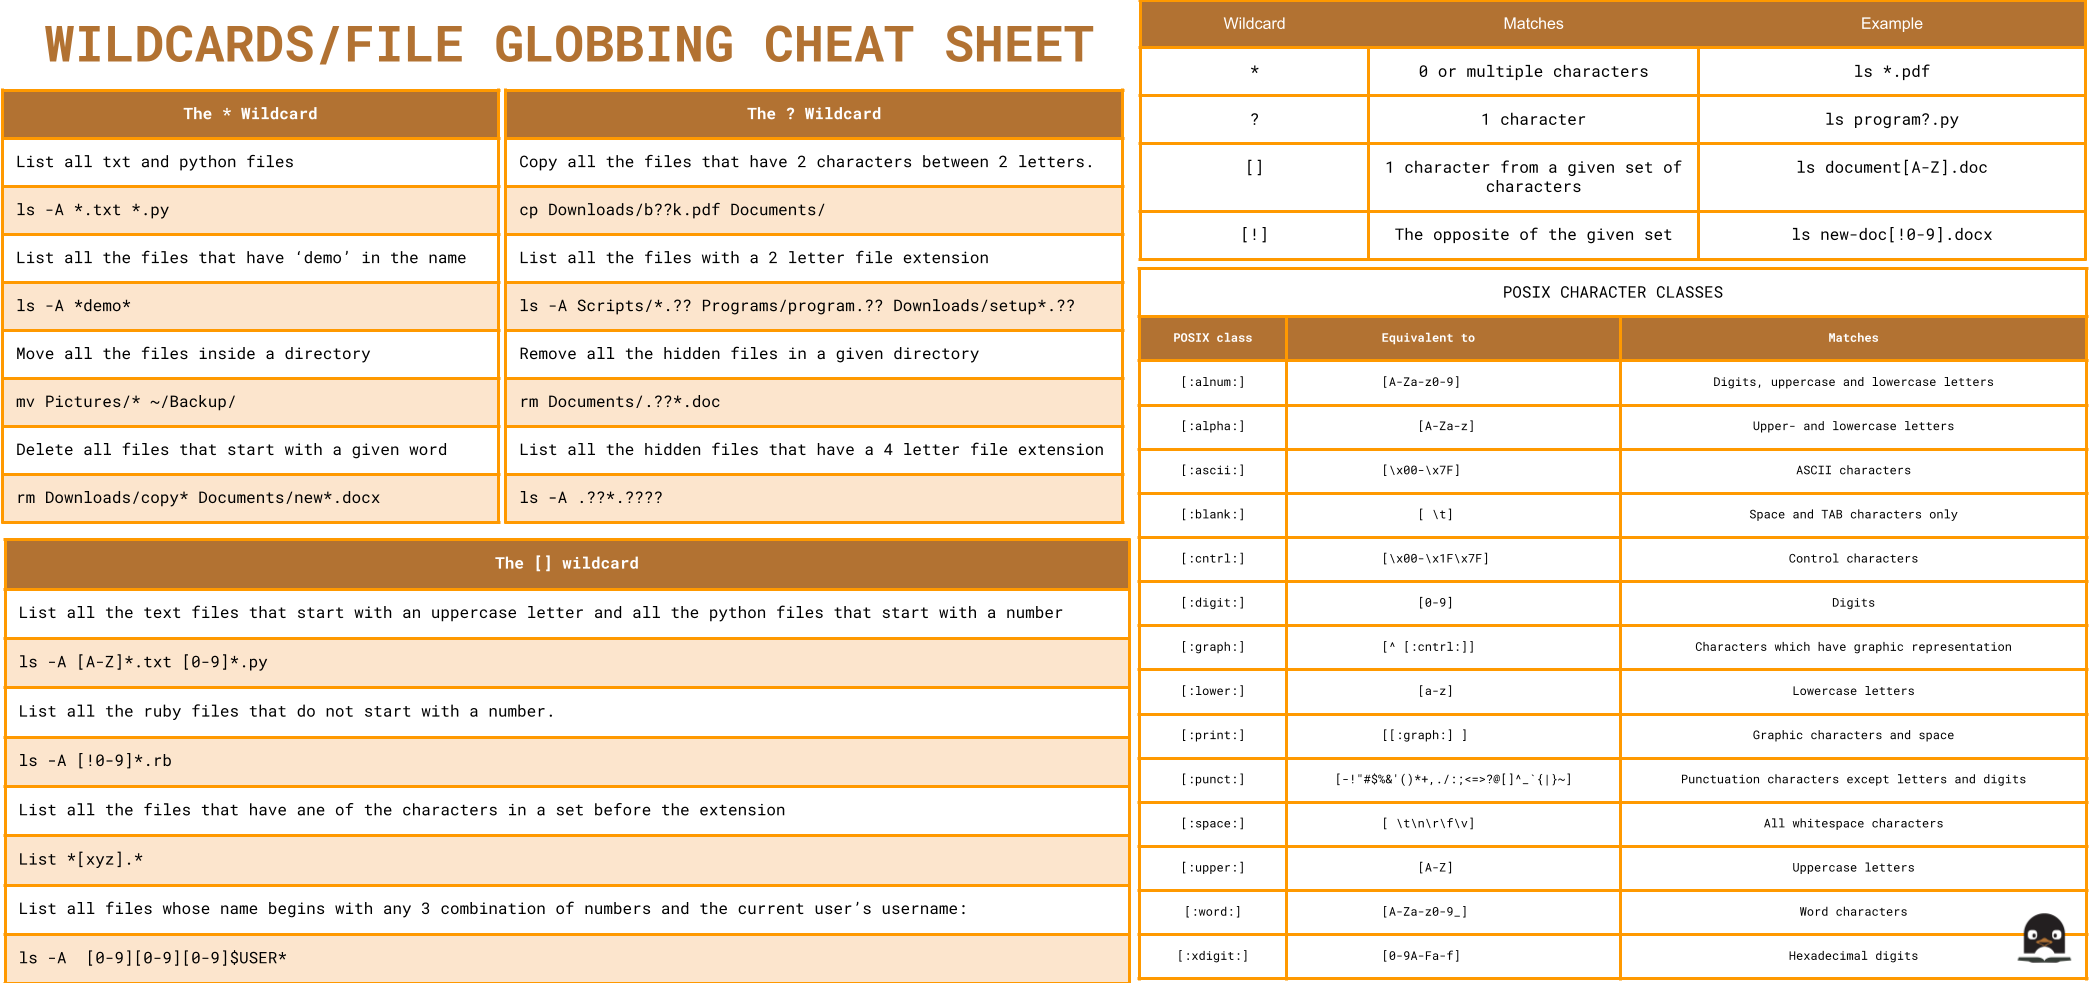 WILDCARDS/FILE GLOBBING CHEAT SHEET
The * Wildcard
List all txt and python files
ls -A *.txt *.py
List all the files that have ‘demo’ in the name
ls -A *demo*
Move all the files inside a directory
mv Pictures/* ~/Backup/
Delete all files that start with a given word
rm Downloads/copy* Documents/new*.docx
The ? Wildcard
Copy all the files that have 2 characters between 2 letters.
cp Downloads/b??k.pdf Documents/
List all the files with a 2 letter file extension
ls -A Scripts/*.?? Programs/program.?? Downloads/setup*.??
Remove all the hidden files in a given directory
rm Documents/.??*.doc
List all the hidden files that have a 4 letter file extension
ls -A .??*.????
The [] wildcard
List all the text files that start with an uppercase letter and all the python files that start with a number
ls -A [A-Z]*.txt [0-9]*.py
List all the ruby files that do not start with a number.
ls -A [!0-9]*.rb
List all the files that have ane of the characters in a set before the extension
List *[xyz].*
List all files whose name begins with any 3 combination of numbers and the current user’s username:
ls -A  [0-9][0-9][0-9]$USER*
Wildcard Matches Example
* 0 or multiple characters ls *.pdf
? 1 character ls program?.py
[] 1 character from a given set of ls document[A-Z].doc
characters
[!] The opposite of the given set ls new-doc[!0-9].docx
POSIX CHARACTER CLASSES
POSIX class Equivalent to Matches
[:alnum:] [A-Za-z0-9] Digits, uppercase and lowercase letters
[:alpha:] [A-Za-z] Upper- and lowercase letters
[:ascii:] [\x00-\x7F] ASCII characters
[:blank:] [ \t] Space and TAB characters only
[:cntrl:] [\x00-\x1F\x7F] Control characters
[:digit:] [0-9] Digits
[:graph:] [^ [:cntrl:]] Characters which have graphic representation
[:lower:] [a-z] Lowercase letters
[:print:] [[:graph:] ] Graphic characters and space
[:punct:] [-!"#$%&'()*+,./:;<=>?@[]^_`{|}~] Punctuation characters except letters and digits
[:space:] [ \t\n\r\f\v] All whitespace characters
[:upper:] [A-Z] Uppercase letters
[:word:] [A-Za-z0-9_] Word characters
[:xdigit:] [0-9A-Fa-f] Hexadecimal digits